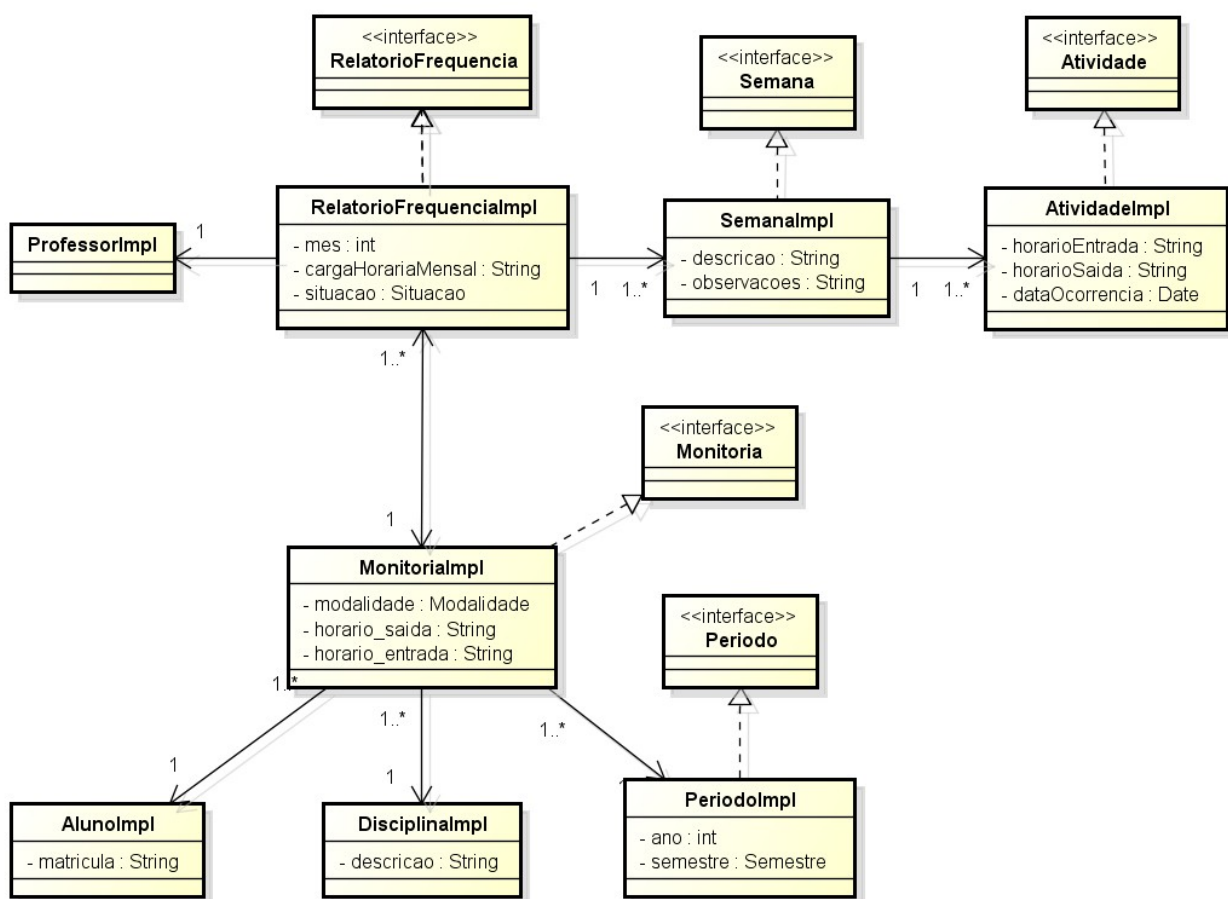 <<interface>>
RelatorioFrequencia
<<interface>>
Semana
<<interface>>
Atividade
ProfessorImpl
1
RelatorioFrequenciaImpl
- mes : int
- cargaHorariaMensal : String
- situacao : Situacao
1
1..*
SemanaImpl
- descricao : String
- observacoes : String
1
1..*
AtividadeImpl
- horarioEntrada : String
- horarioSaida : String
- dataOcorrencia : Date
1..*
1
<<interface>>
Monitoria
MonitoriaImpl
- modalidade : Modalidade
- horario_saida : String
- horario_entrada : String
<<interface>>
Periodo
1..*
1..*
1..*
1
1
1
AlunoImpl
- matricula : String
DisciplinaImpl
- descricao : String
PeriodoImpl
- ano : int
- semestre : Semestre